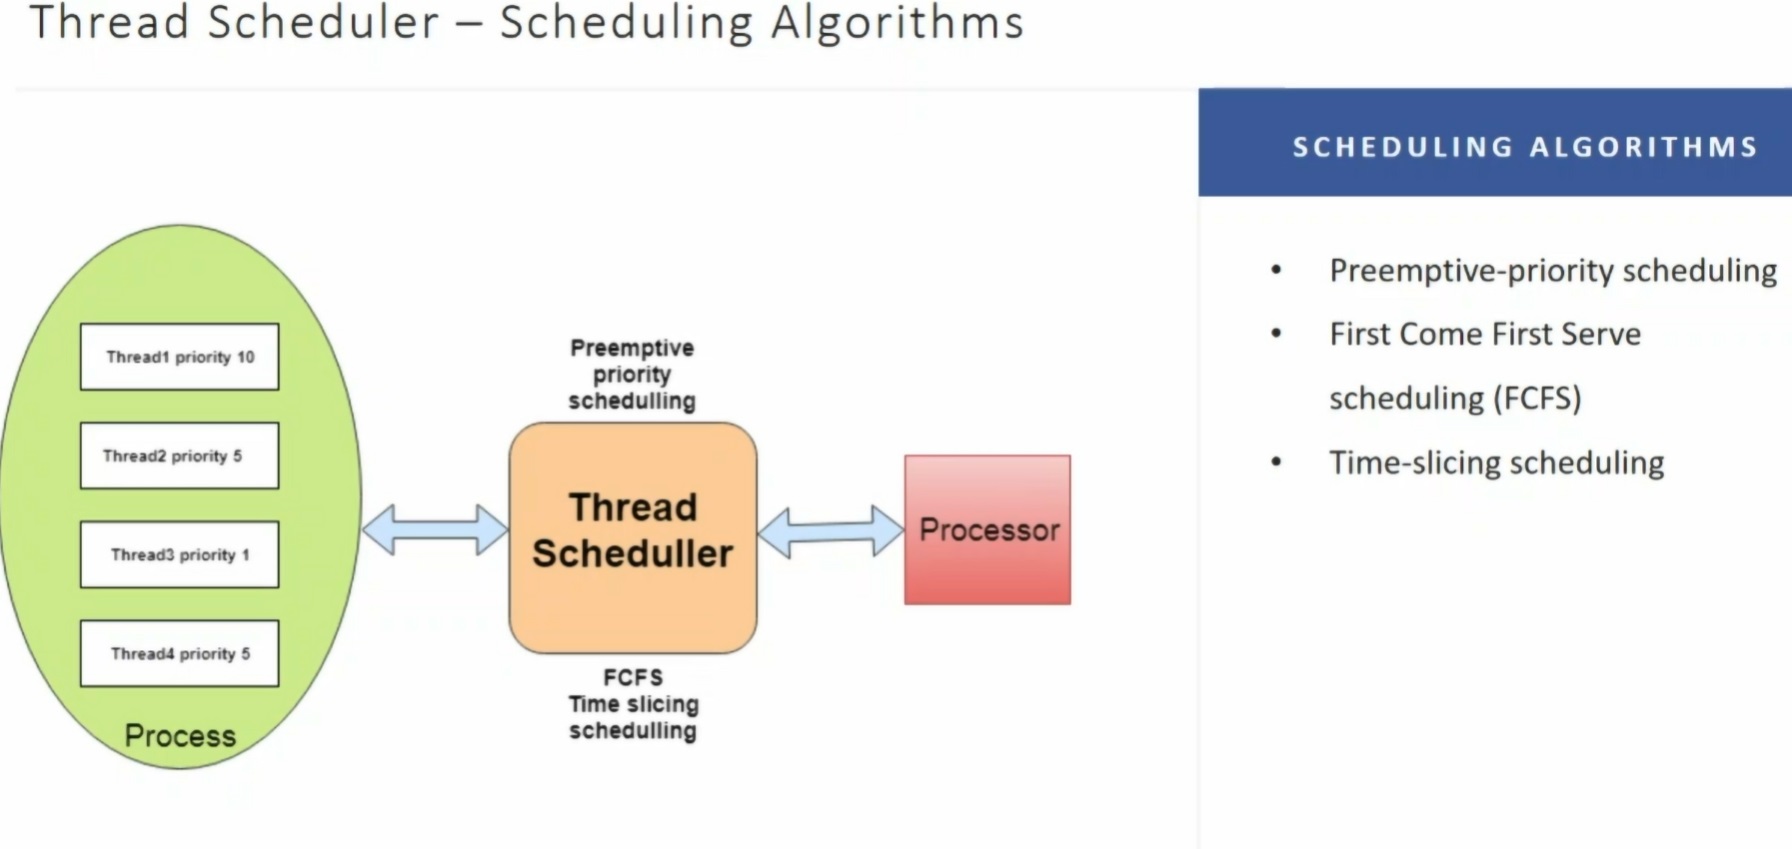 Thread Scheduler – Scheduling Algorithms
SCHEDULING ALGORITHMS
• Preemptive-priority scheduling
• First Come First Serve
scheduling (FCFS)
• Time-slicing scheduling
Thread1 priority 10
Thread2 priority 5
Thread3 priority 1
Thread4 priority 5
Process
Preemptive
priority
schedulling
Thread
Scheduller
FCFS
Time slicing
schedulling
Processor